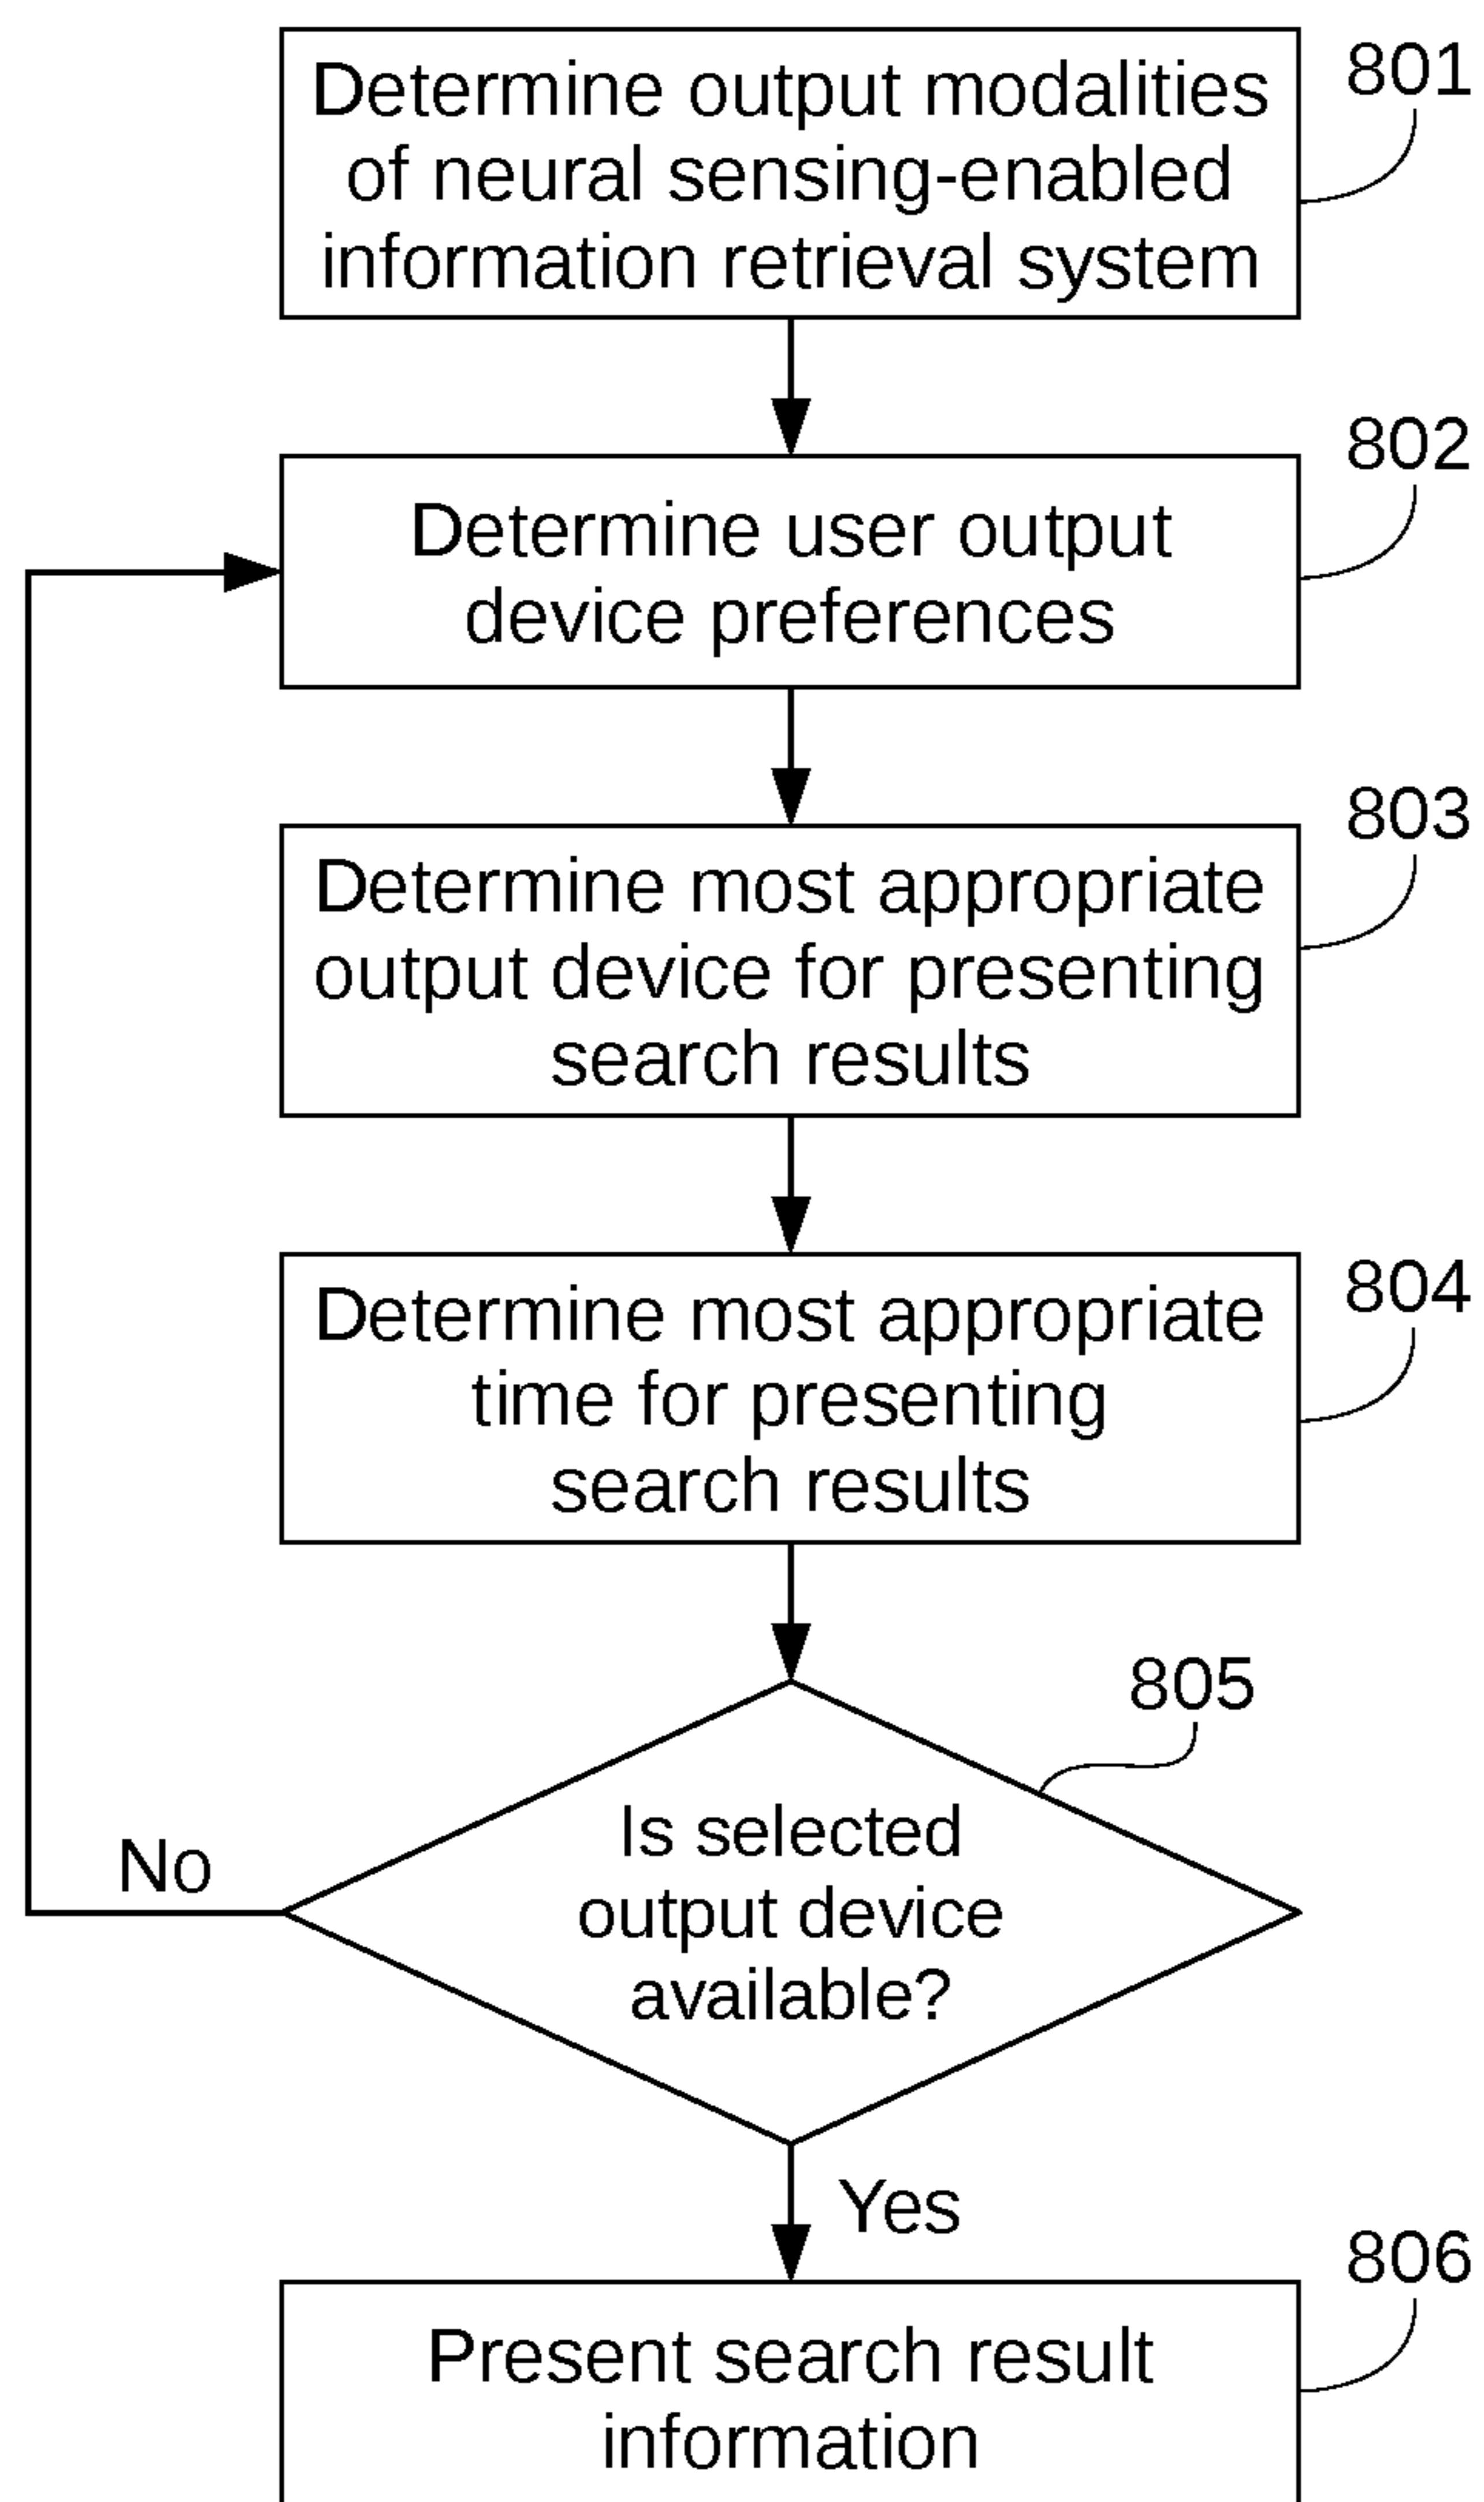 Determine output modalities
of neural sensing-enabled
information retrieval system
801
Determine user output
device preferences
802
Determine most appropriate
output device for presenting
search results
803
Determine most appropriate
time for presenting
search results
804
Is selected
output device
available?
805
No
Yes
Present search result
information
806